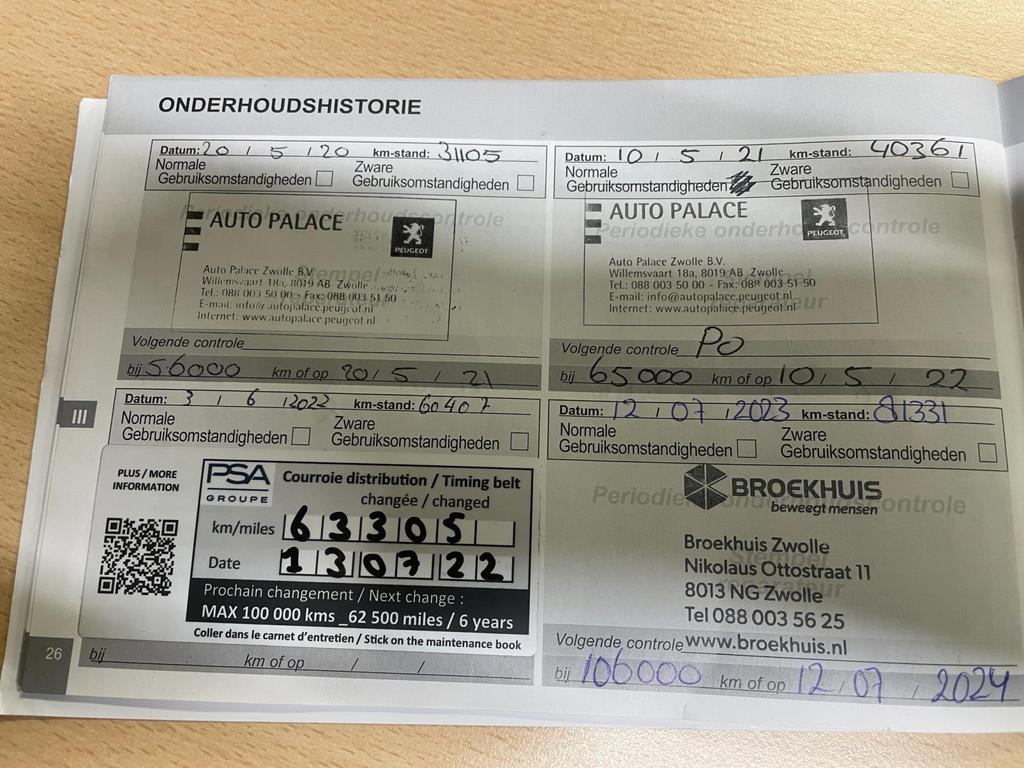 ONDERHOUDSHISTORIE
Datum: 20 / 5 / 20 km-stand: 31105
Normale Gebruiksomstandigheden
Zware Gebruiksomstandigheden
Periodieke onderhoudscontrole
AUTO PALACE
PEUGEOT
Stempel
Auto Palace Zwolle B.V.
Willemsvaart 18a, 8019 AB Zwolle
Tel.: 088 003 50 00 - Fax: 088 003 51 50
E-mail: info@autopalace.peugeot.nl
Internet: www.autopalace.peugeot.nl
Volgende controle
bij 56000 km of op 20 / 5 / 21
Datum: 10 / 5 / 21 km-stand: 40361
Normale Gebruiksomstandigheden
Zware Gebruiksomstandigheden
AUTO PALACE
PEUGEOT
Periodieke onderhoudscontrole
Auto Palace Zwolle B.V.
Willemsvaart 18a, 8019 AB Zwolle
Stempel
Tel.: 088 003 50 00 - Fax: 088 003 51 50
E-mail: info@autopalace.peugeot.nl
Internet: www.autopalace.peugeot.nl
Volgende controle PO
bij 65000 km of op 10 / 5 / 22
III
Datum: 3 / 6 / 2022 km-stand: 60407
Normale Gebruiksomstandigheden
Zware Gebruiksomstandigheden
PLUS / MORE
INFORMATION
PSA
GROUPE
Courroie distribution / Timing belt
changée / changed
km/miles 63305
Date 130722
Prochain changement / Next change :
MAX 100 000 kms _62 500 miles / 6 years
Coller dans le carnet d'entretien / Stick on the maintenance book
bij km of op / /
Datum: 12 / 07 / 2023 km-stand: 81331
Normale Gebruiksomstandigheden
Zware Gebruiksomstandigheden
BROEKHUIS
Periodieke onderhoudscontrole
beweegt mensen
Broekhuis Zwolle
Stempel
Nikolaus Ottostraat 11
8013 NG Zwolle
Tel 088 003 56 25
Volgende controle www.broekhuis.nl
bij 106000 km of op 12 / 07 / 2024
26